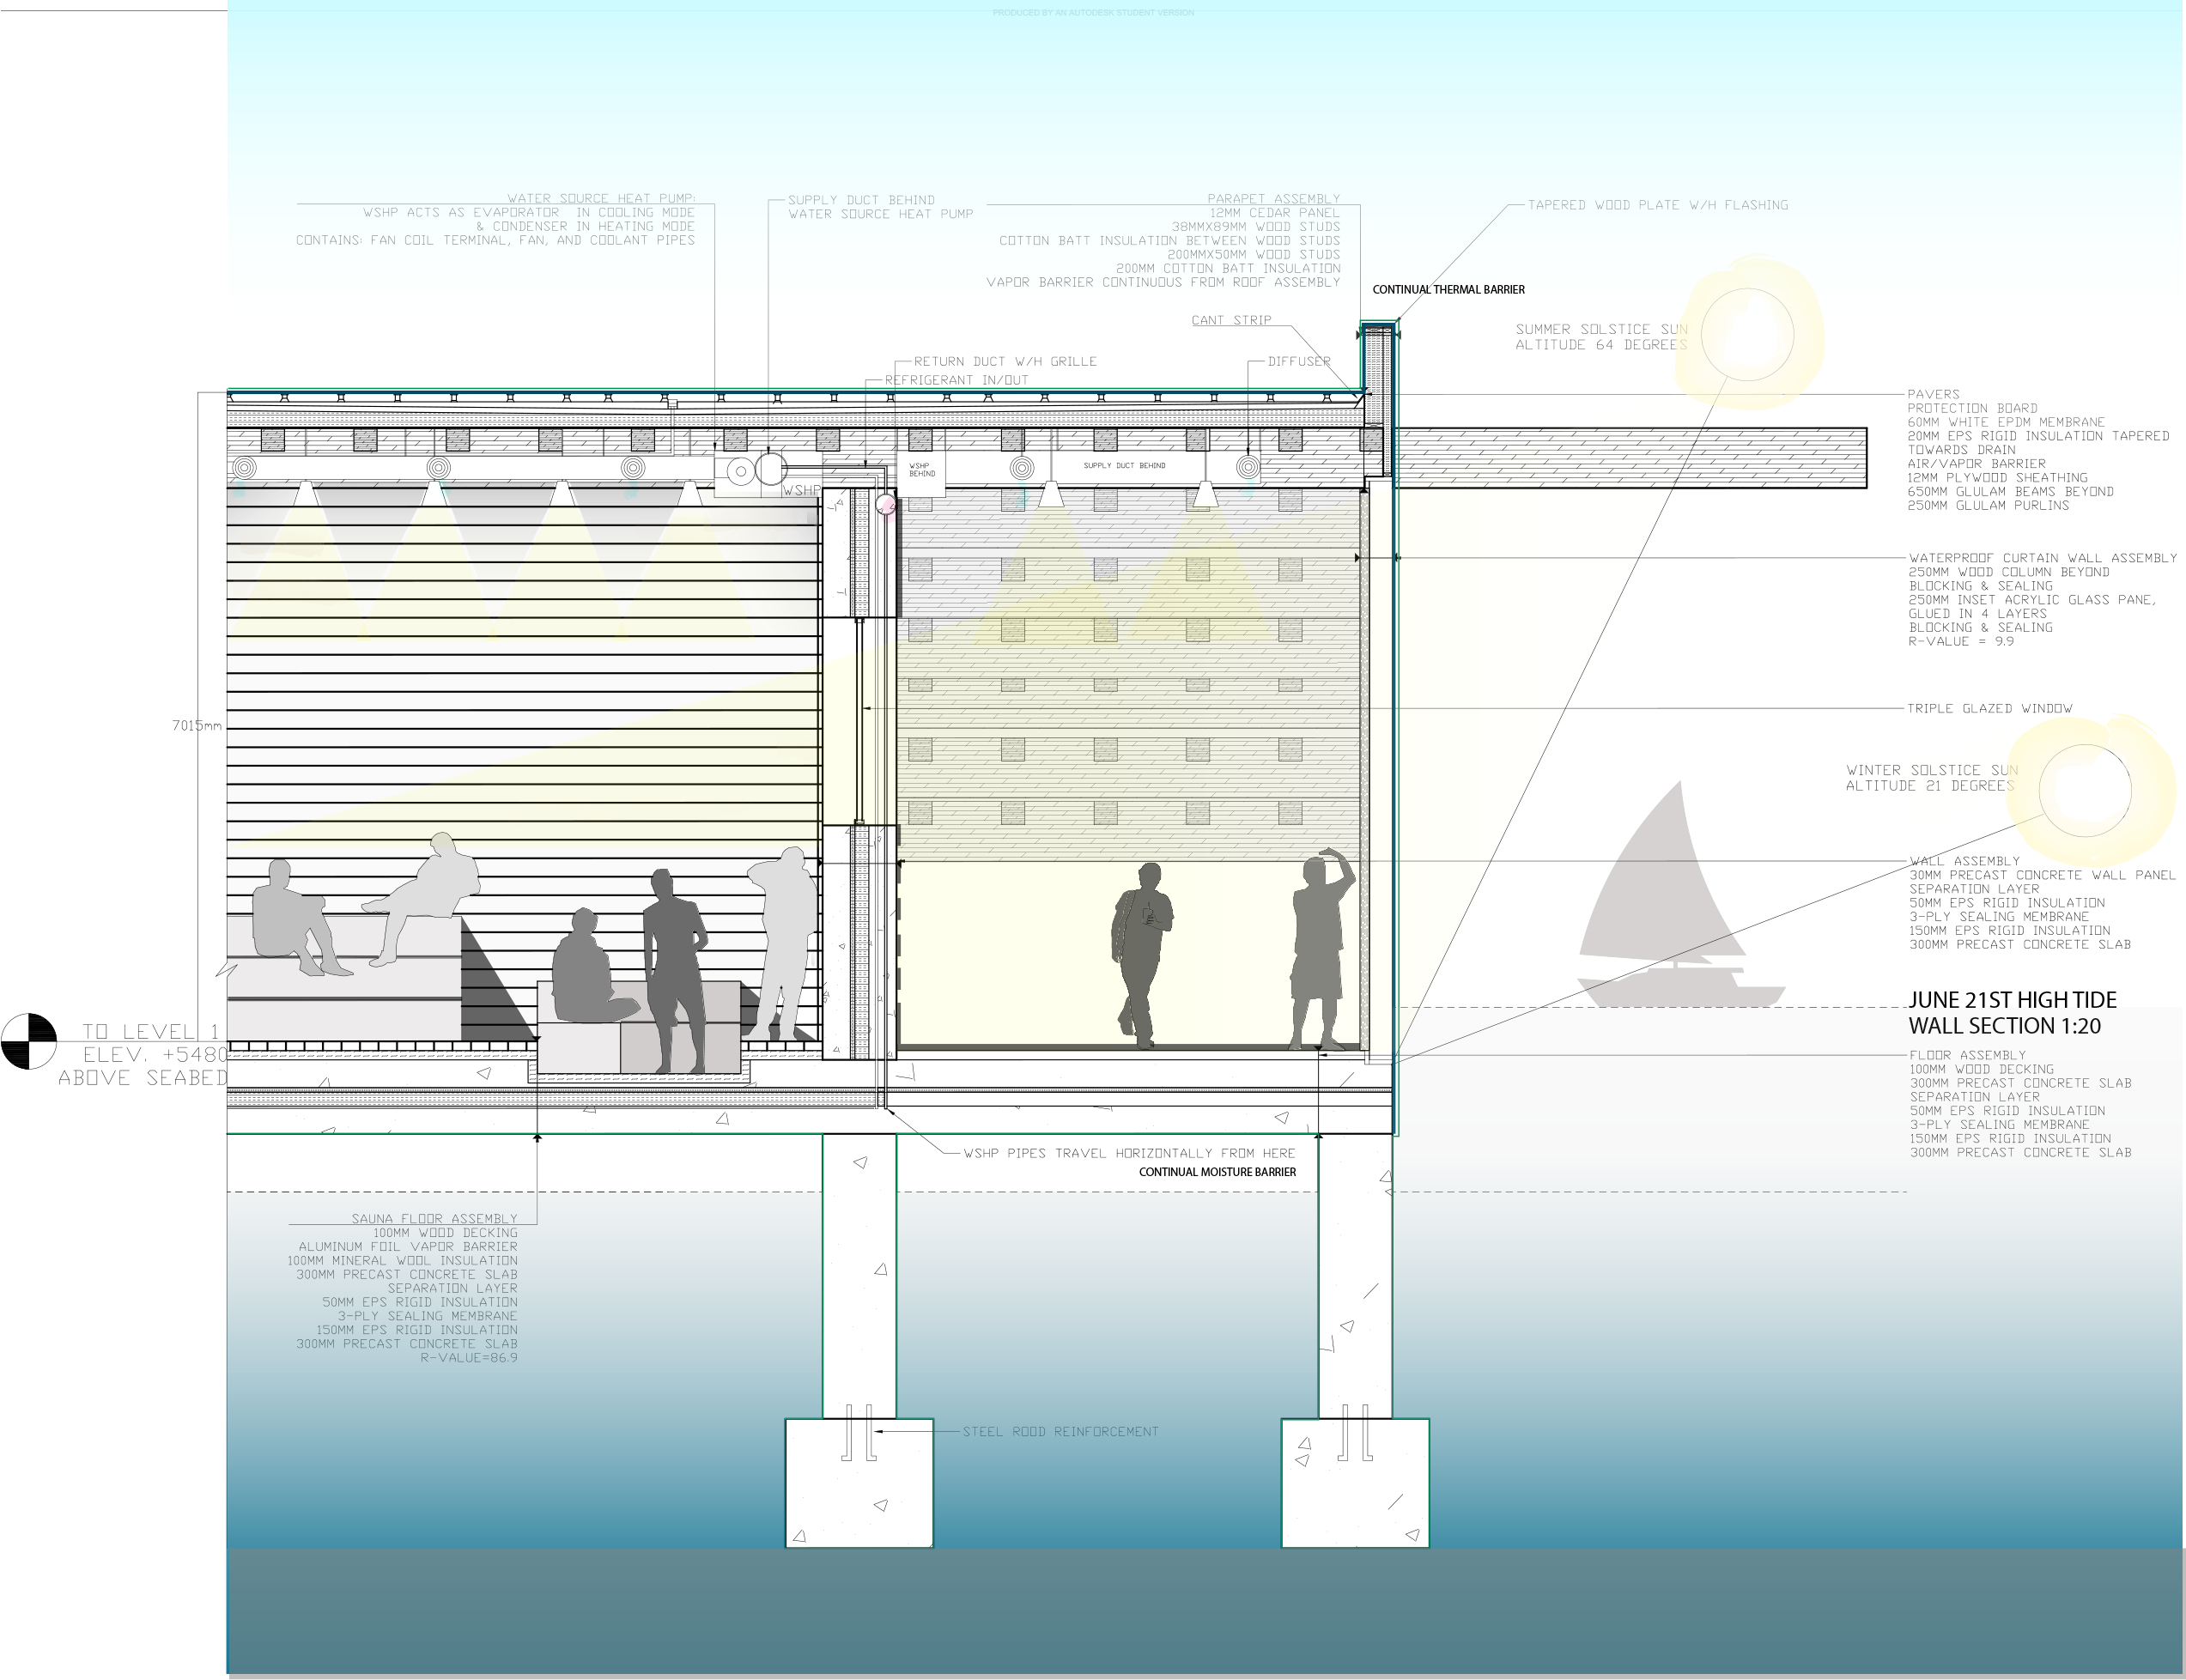 PRODUCED BY AN AUTODESK STUDENT VERSION
WATER SOURCE HEAT PUMP:
WSHP ACTS AS EVAPORATOR IN COOLING MODE
& CONDENSER IN HEATING MODE
CONTAINS: FAN COIL TERMINAL, FAN, AND COOLANT PIPES
SUPPLY DUCT BEHIND
WATER SOURCE HEAT PUMP
PARAPET ASSEMBLY
12MM CEDAR PANEL
38MMX89MM WOOD STUDS
COTTON BATT INSULATION BETWEEN WOOD STUDS
200MMX50MM WOOD STUDS
200MM COTTON BATT INSULATION
VAPOR BARRIER CONTINUOUS FROM ROOF ASSEMBLY
TAPERED WOOD PLATE W/H FLASHING
CONTINUAL THERMAL BARRIER
CANT STRIP
SUMMER SOLSTICE SUN
ALTITUDE 64 DEGREES
RETURN DUCT W/H GRILLE
REFRIGERANT IN/OUT
DIFFUSER
PAVERS
PROTECTION BOARD
60MM WHITE EPDM MEMBRANE
20MM EPS RIGID INSULATION TAPERED
TOWARDS DRAIN
AIR/VAPOR BARRIER
12MM PLYWOOD SHEATHING
650MM GLULAM BEAMS BEYOND
250MM GLULAM PURLINS
WSHP
WSHP
BEHIND
SUPPLY DUCT BEHIND
WATERPROOF CURTAIN WALL ASSEMBLY
250MM WOOD COLUMN BEYOND
BLOCKING & SEALING
250MM INSET ACRYLIC GLASS PANE,
GLUED IN 4 LAYERS
BLOCKING & SEALING
R-VALUE = 9.9
7015mm
TRIPLE GLAZED WINDOW
WINTER SOLSTICE SUN
ALTITUDE 21 DEGREES
WALL ASSEMBLY
30MM PRECAST CONCRETE WALL PANEL
SEPARATION LAYER
50MM EPS RIGID INSULATION
3-PLY SEALING MEMBRANE
150MM EPS RIGID INSULATION
300MM PRECAST CONCRETE SLAB
JUNE 21ST HIGH TIDE
WALL SECTION 1:20
TO LEVEL 1
ELEV. +5480
ABOVE SEABED
FLOOR ASSEMBLY
100MM WOOD DECKING
300MM PRECAST CONCRETE SLAB
SEPARATION LAYER
50MM EPS RIGID INSULATION
3-PLY SEALING MEMBRANE
150MM EPS RIGID INSULATION
300MM PRECAST CONCRETE SLAB
WSHP PIPES TRAVEL HORIZONTALLY FROM HERE
CONTINUAL MOISTURE BARRIER
SAUNA FLOOR ASSEMBLY
100MM WOOD DECKING
ALUMINUM FOIL VAPOR BARRIER
100MM MINERAL WOOL INSULATION
300MM PRECAST CONCRETE SLAB
SEPARATION LAYER
50MM EPS RIGID INSULATION
3-PLY SEALING MEMBRANE
150MM EPS RIGID INSULATION
300MM PRECAST CONCRETE SLAB
R-VALUE=86.9
STEEL ROOD REINFORCEMENT